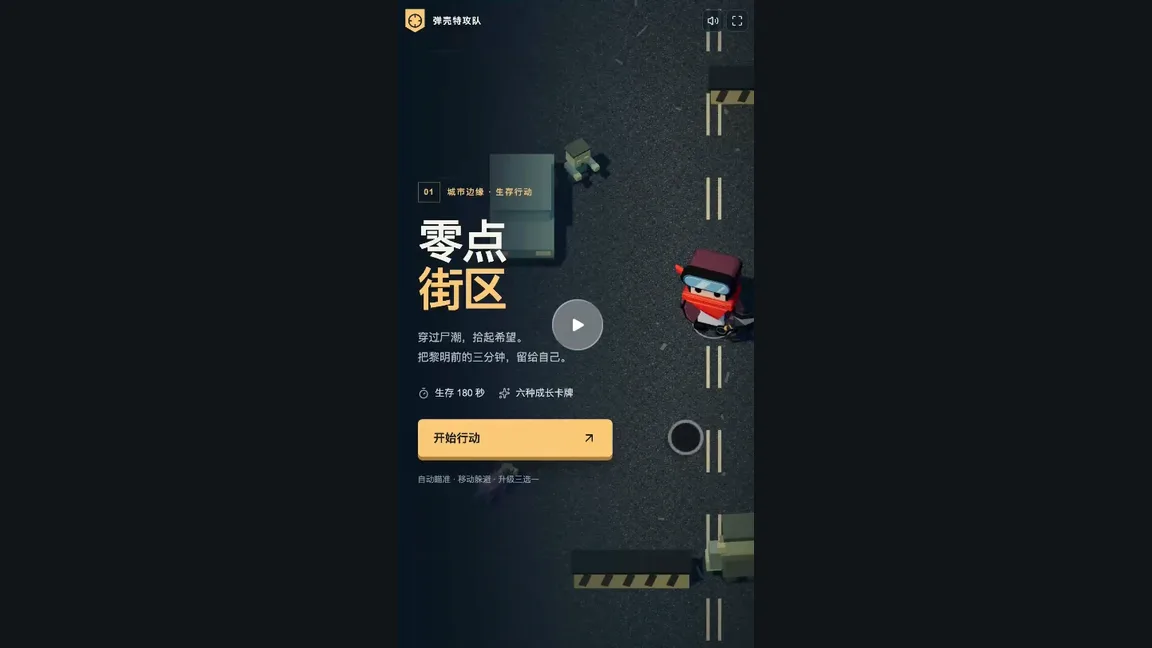 弹壳特攻队
01 城市边缘 · 生存行动
零点
街区
穿过尸潮，拾起希望。
把黎明前的三分钟，留给自己。
生存 180 秒 六种成长卡牌
开始行动
自动瞄准 · 移动躲避 · 升级三选一